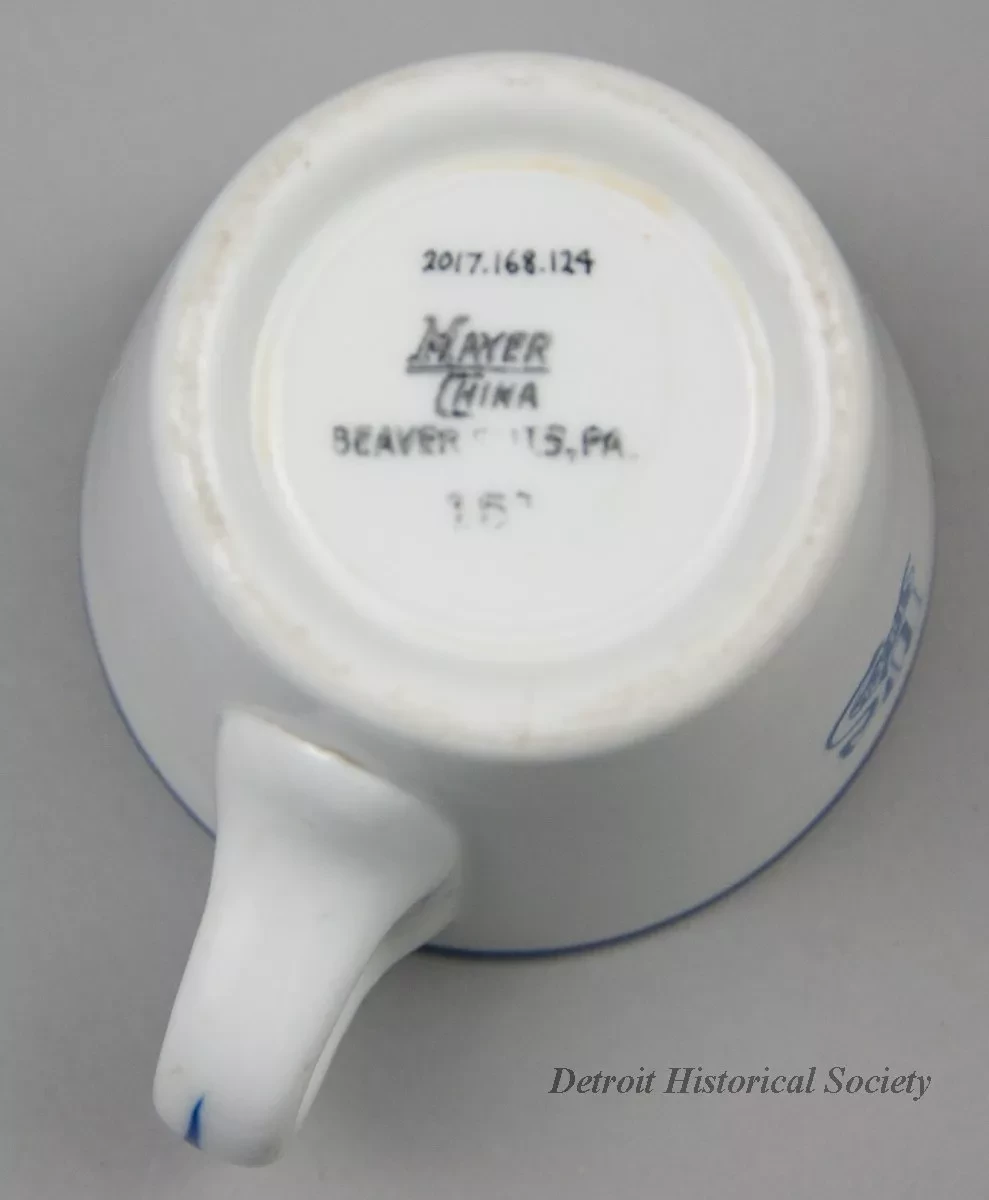 2017.168.124
MAYER
CHINA
BEAVER PA.
Detroit Historical Society